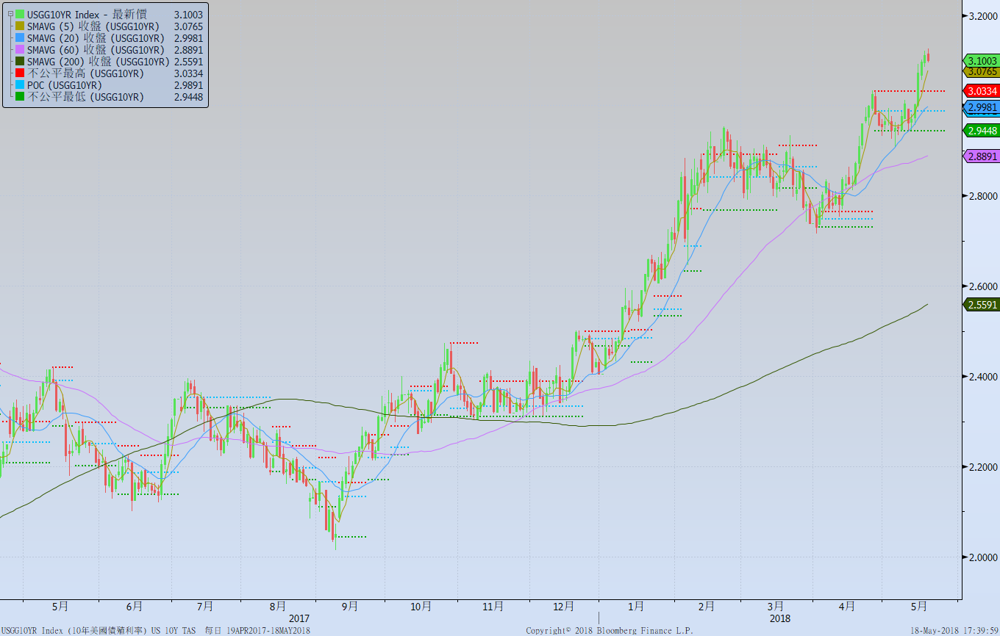 USGG10YR Index - 最新價 3.1003
SMAVG (5) 收盤 (USGG10YR) 3.0765
SMAVG (20) 收盤 (USGG10YR) 2.9981
SMAVG (60) 收盤 (USGG10YR) 2.8891
SMAVG (200) 收盤 (USGG10YR) 2.5591
不公平最高 (USGG10YR) 3.0334
POC (USGG10YR) 2.9891
不公平最低 (USGG10YR) 2.9448
3.2000
3.1003
3.0765
3.0334
2.9981
2.9448
2.8891
2.8000
2.6000
2.5591
2.4000
2.2000
2.0000
5月 6月 7月 8月 9月 10月 11月 12月 1月 2月 3月 4月 5月
2017 2018
USGG10YR Index (10年美國債殖利率) US 10Y TAS 每日 19APR2017-18MAY2018 Copyright© 2018 Bloomberg Finance L.P. 18-May-2018 17:39:59